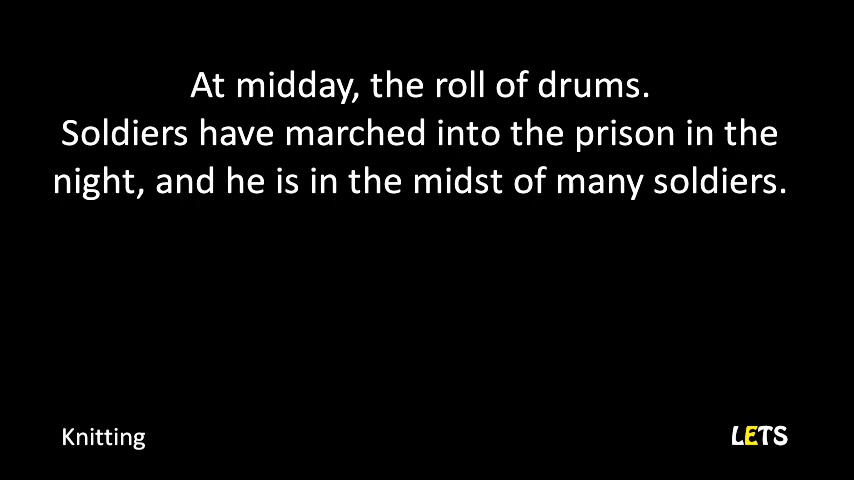 At midday, the roll of drums.
Soldiers have marched into the prison in the
night, and he is in the midst of many soldiers.
Knitting
LETS